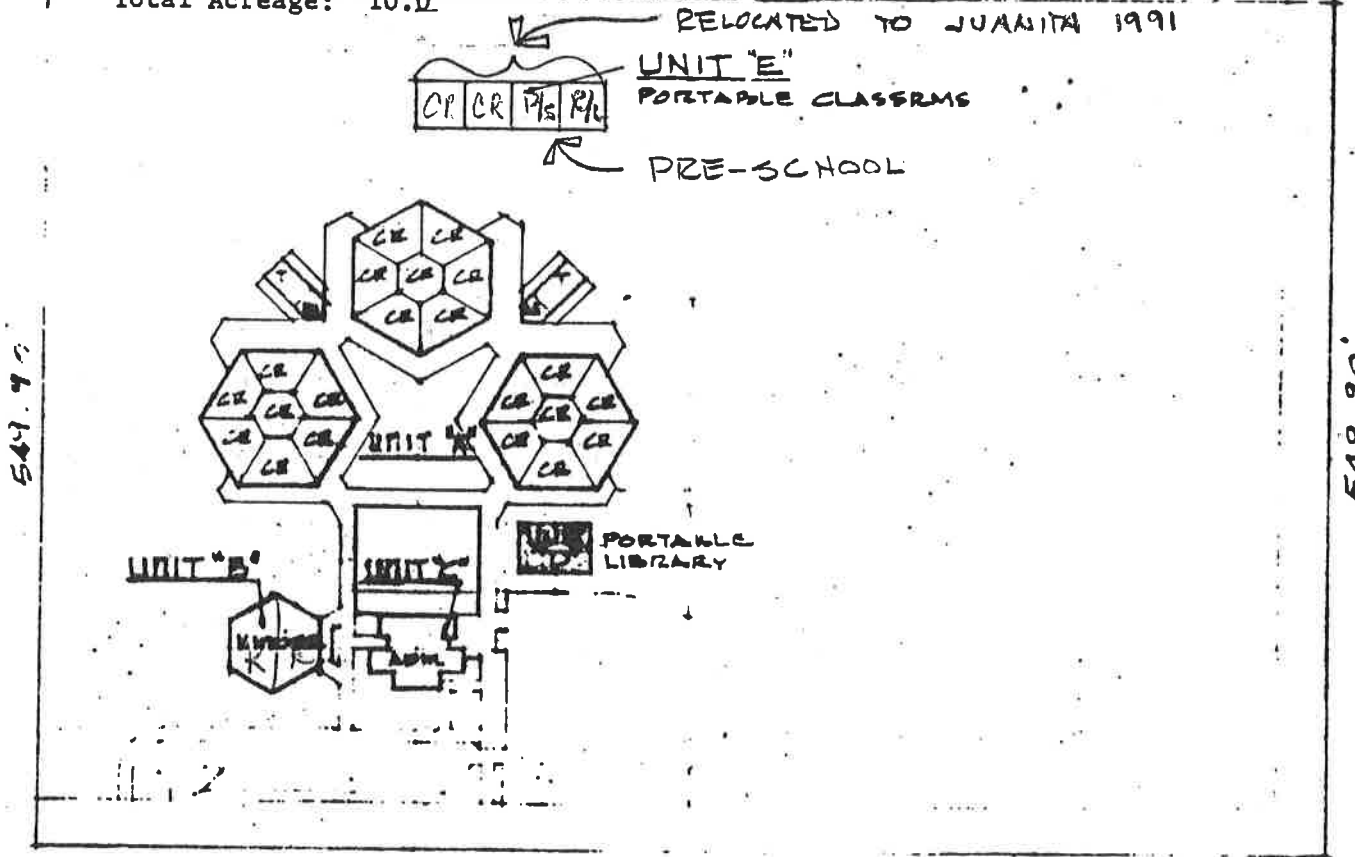 Total Acreage: 10.0
RELOCATED TO JUANITA 1991
UNIT "E"
PORTABLE CLASSRMS
CR CR P/S
PRE-SCHOOL
CR CR
CR CR CR
CR CR
CR
CR CR
CR
CR CR
CR
CR
CR CR
CR
CR CR
CR
UNIT "A"
PORTABLE
LIBRARY
UNIT D
UNIT "B"
UNIT "C"
K
ADM.